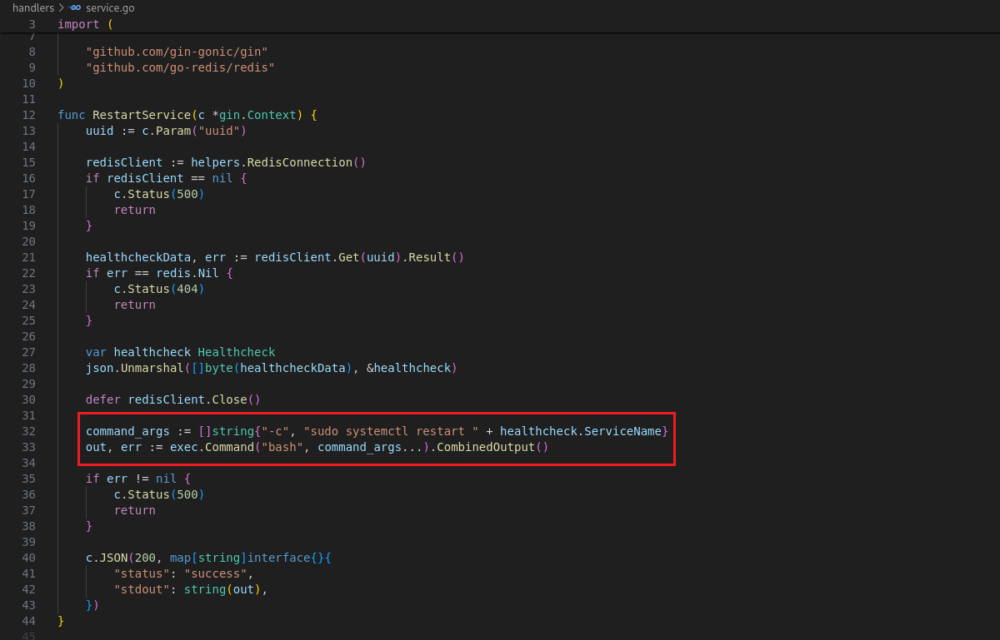 handlers > GO service.go
3 import (
7
8     "github.com/gin-gonic/gin"
9     "github.com/go-redis/redis"
10 )
11
12 func RestartService(c *gin.Context) {
13     uuid := c.Param("uuid")
14
15     redisClient := helpers.RedisConnection()
16     if redisClient == nil {
17         c.Status(500)
18         return
19     }
20
21     healthcheckData, err := redisClient.Get(uuid).Result()
22     if err == redis.Nil {
23         c.Status(404)
24         return
25     }
26
27     var healthcheck Healthcheck
28     json.Unmarshal([]byte(healthcheckData), &healthcheck)
29
30     defer redisClient.Close()
31
32     command_args := []string{"-c", "sudo systemctl restart " + healthcheck.ServiceName}
33     out, err := exec.Command("bash", command_args...).CombinedOutput()
34
35     if err != nil {
36         c.Status(500)
37         return
38     }
39
40     c.JSON(200, map[string]interface{}{
41         "status": "success",
42         "stdout": string(out),
43     })
44 }
45